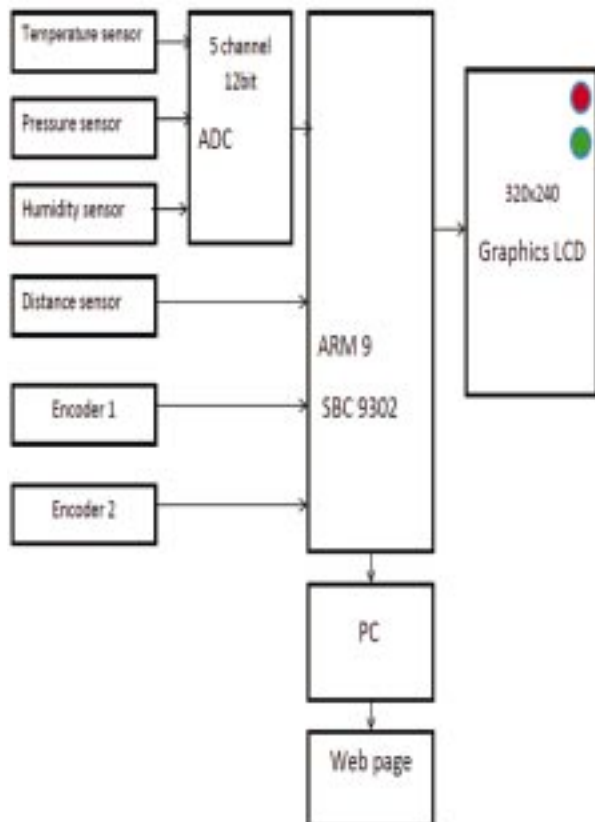 Temperature sensor
Pressure sensor
Humidity sensor
Distance sensor
Encoder 1
Encoder 2
5 channel
12bit
ADC
ARM 9
SBC 9302
320x240
Graphics LCD
PC
Web page